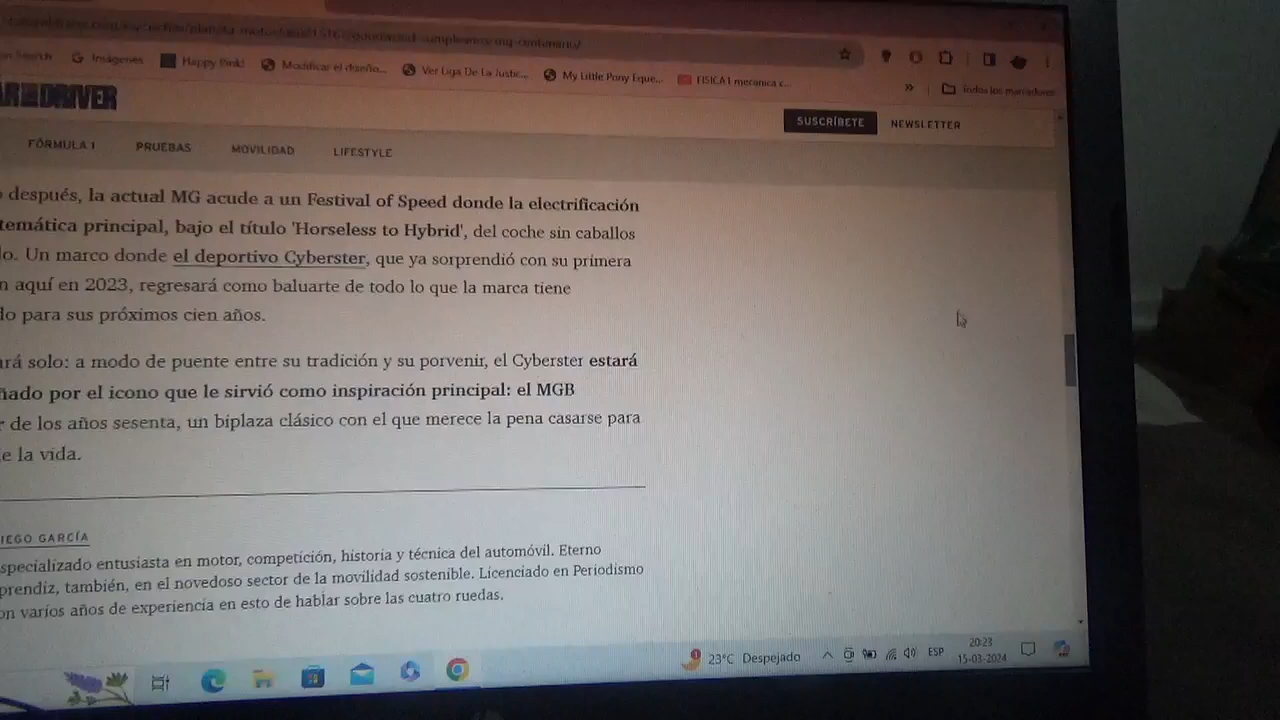 Imágenes Happy Pink! Modificar el diseño... Ver Liga De La Justic... My Little Pony Eque... FISICA I mecanica c...
» Todos los marcadores
DRIVER
SUSCRÍBETE NEWSLETTER
FÓRMULA 1 PRUEBAS MOVILIDAD LIFESTYLE
después, la actual MG acude a un Festival of Speed donde la electrificación
temática principal, bajo el título 'Horseless to Hybrid', del coche sin caballos
lo. Un marco donde el deportivo Cyberster, que ya sorprendió con su primera
n aquí en 2023, regresará como baluarte de todo lo que la marca tiene
do para sus próximos cien años.
ará solo: a modo de puente entre su tradición y su porvenir, el Cyberster estará
ñado por el icono que le sirvió como inspiración principal: el MGB
r de los años sesenta, un biplaza clásico con el que merece la pena casarse para
e la vida.
IEGO GARCÍA
specializado entusiasta en motor, competición, historia y técnica del automóvil. Eterno
prendiz, también, en el novedoso sector de la movilidad sostenible. Licenciado en Periodismo
on varios años de experiencia en esto de hablar sobre las cuatro ruedas.
1 23°C Despejado ESP 20:23
15-03-2024